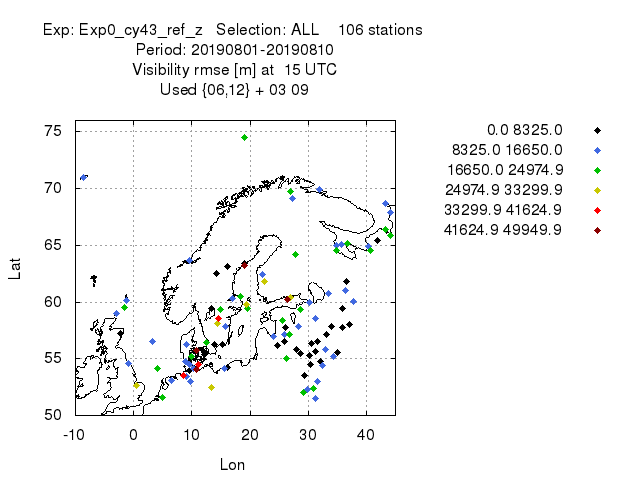 Exp: Exp0_cy43_ref_z   Selection: ALL    106 stations
Period: 20190801-20190810
Visibility rmse [m] at  15 UTC
Used {06,12} + 03 09
0.0 8325.0
8325.0 16650.0
16650.0 24974.9
24974.9 33299.9
33299.9 41624.9
41624.9 49949.9
75
70
65
60
55
50
Lat
-10 0 10 20 30 40
Lon